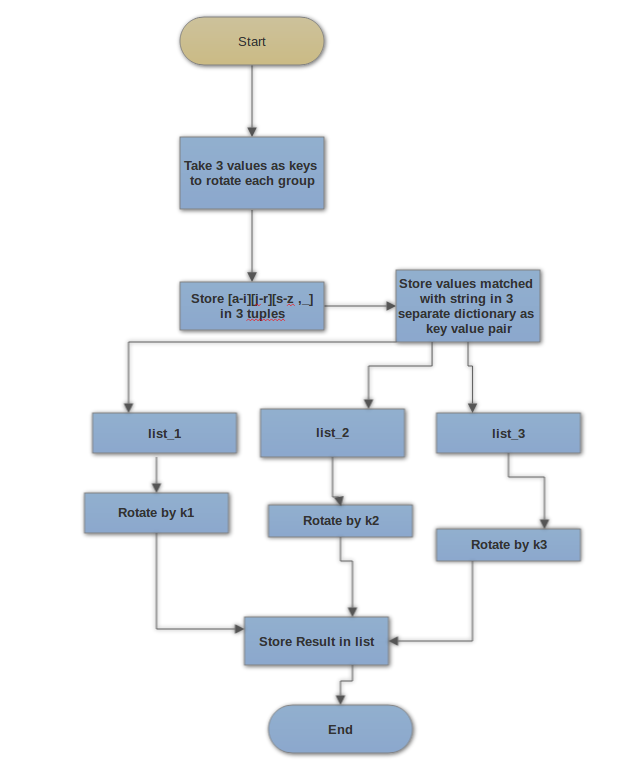 Start
Take 3 values as keys
to rotate each group
Store [a-i][j-r][s-z ,_]
in 3 tuples
Store values matched
with string in 3
separate dictionary as
key value pair
list_1
list_2
list_3
Rotate by k1
Rotate by k2
Rotate by k3
Store Result in list
End